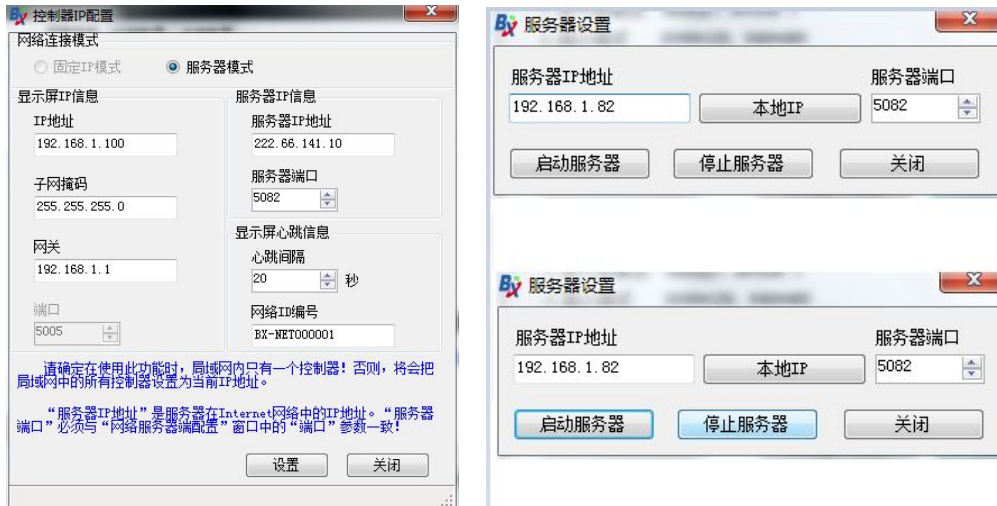 BX 控制器IP配置
网络连接模式
固定IP模式 服务器模式
显示屏IP信息
IP地址
192.168.1.100
子网掩码
255.255.255.0
网关
192.168.1.1
端口
5005
服务器IP信息
服务器IP地址
222.66.141.10
服务器端口
5082
显示屏心跳信息
心跳间隔
20 秒
网络ID编号
BX-NET000001
请确定在使用此功能时，局域网内只有一个控制器！否则，将会把
局域网中的所有控制器设置为当前IP地址。
“服务器IP地址”是服务器在Internet网络中的IP地址。“服务器
端口”必须与“网络服务器端配置”窗口中的“端口”参数一致！
设置 关闭
BX 服务器设置
服务器IP地址 服务器端口
192.168.1.82 本地IP 5082
启动服务器 停止服务器 关闭
BX 服务器设置
服务器IP地址 服务器端口
192.168.1.82 本地IP 5082
启动服务器 停止服务器 关闭